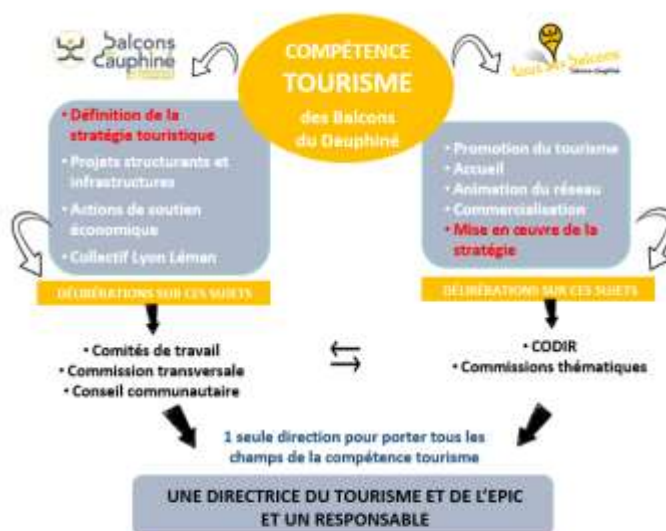 balcons
Dauphiné
COMPÉTENCE
TOURISME
des Balcons
du Dauphiné
tous aux balcons
• Définition de la
stratégie touristique
• Projets structurants et
infrastructures
• Actions de soutien
économique
• Collectif Lyon Léman
DÉLIBÉRATIONS SUR CES SUJETS
• Comités de travail
• Commission transversale
• Conseil communautaire
• Promotion du tourisme
• Accueil
• Animation du réseau
• Commercialisation
• Mise en œuvre de la
stratégie
DÉLIBÉRATIONS SUR CES SUJETS
• CODIR
• Commissions thématiques
1 seule direction pour porter tous les
champs de la compétence tourisme
UNE DIRECTRICE DU TOURISME ET DE L'EPIC
ET UN RESPONSABLE